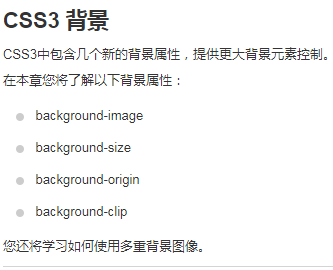 CSS3 背景
CSS3中包含几个新的背景属性，提供更大背景元素控制。
在本章您将了解以下背景属性：
background-image
background-size
background-origin
background-clip
您还将学习如何使用多重背景图像。